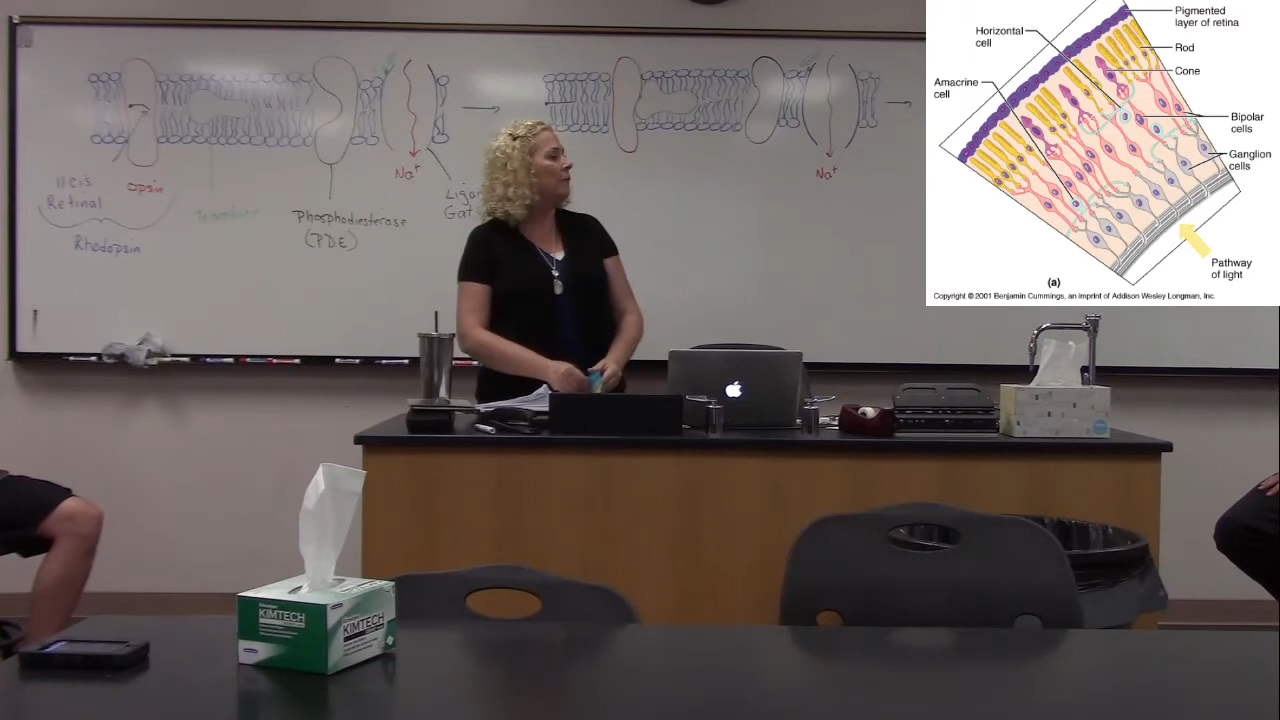 Na⁺
Na⁺
11 Cis
Retinal
opsin
Rhodopsin
Phosphodiesterase
(PDE)
Pigmented
layer of retina
Horizontal
cell
Rod
Cone
Amacrine
cell
Bipolar
cells
Ganglion
cells
Pathway
of light
(a)
Copyright © 2001 Benjamin Cummings, an imprint of Addison Wesley Longman, Inc.
KIMTECH
KIMTECH